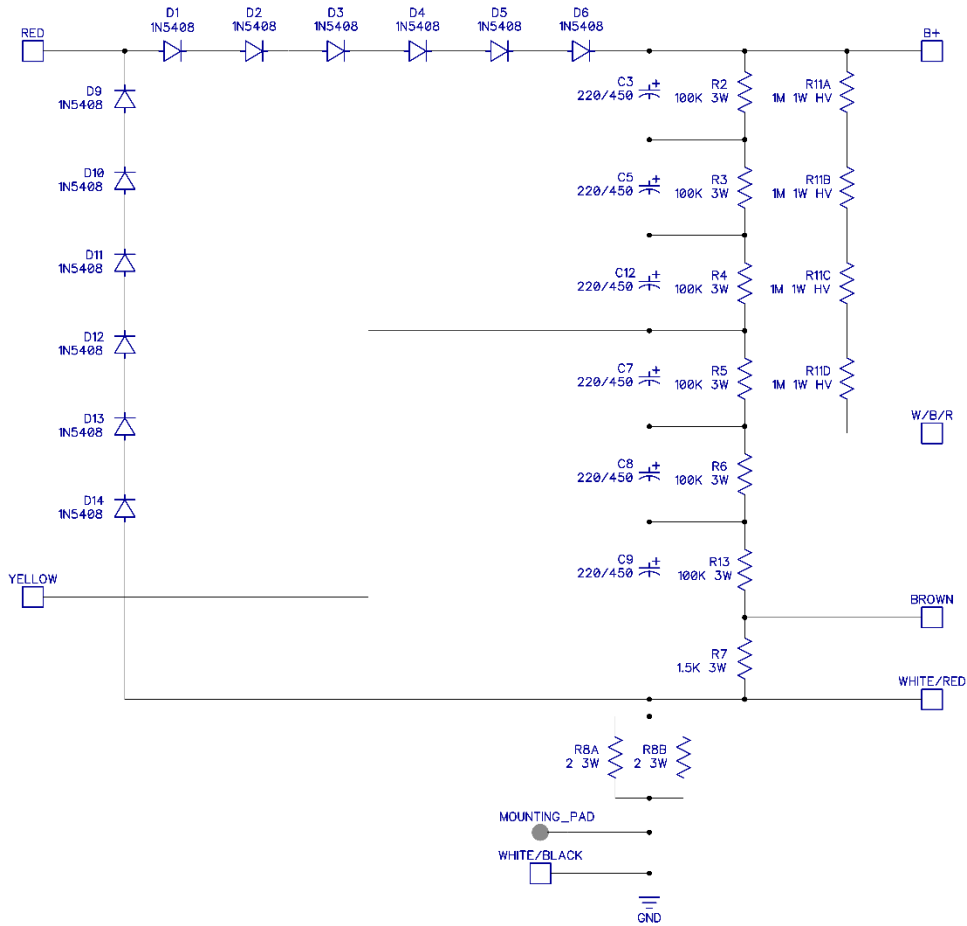 D1
1N5408
D2
1N5408
D3
1N5408
D4
1N5408
D5
1N5408
D6
1N5408
RED
B+
D9
1N5408
C3
220/450
+
R2
100K 3W
R11A
1M 1W HV
D10
1N5408
C5
220/450
+
R3
100K 3W
R11B
1M 1W HV
D11
1N5408
C12
220/450
+
R4
100K 3W
R11C
1M 1W HV
D12
1N5408
C7
220/450
+
R5
100K 3W
R11D
1M 1W HV
D13
1N5408
W/B/R
C8
220/450
+
R6
100K 3W
D14
1N5408
C9
220/450
+
R13
100K 3W
YELLOW
BROWN
R7
1.5K 3W
WHITE/RED
R8A
2 3W
R8B
2 3W
MOUNTING_PAD
WHITE/BLACK
GND